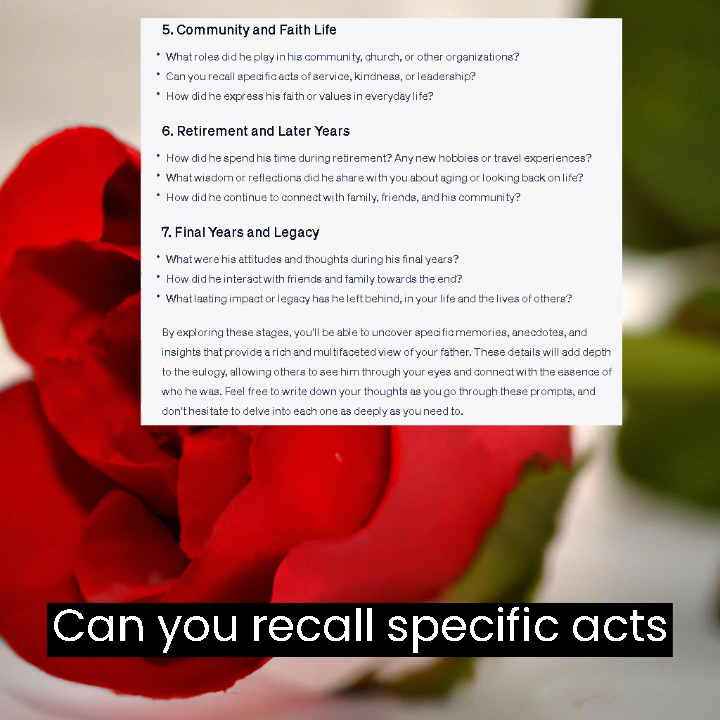 5. Community and Faith Life
• What roles did he play in his community, church, or other organizations?
• Can you recall specific acts of service, kindness, or leadership?
• How did he express his faith or values in everyday life?
6. Retirement and Later Years
• How did he spend his time during retirement? Any new hobbies or travel experiences?
• What wisdom or reflections did he share with you about aging or looking back on life?
• How did he continue to connect with family, friends, and his community?
7. Final Years and Legacy
• What were his attitudes and thoughts during his final years?
• How did he interact with friends and family towards the end?
• What lasting impact or legacy has he left behind, in your life and the lives of others?
By exploring these stages, you'll be able to uncover specific memories, anecdotes, and
insights that provide a rich and multifaceted view of your father. These details will add depth
to the eulogy, allowing others to see him through your eyes and connect with the essence of
who he was. Feel free to write down your thoughts as you go through these prompts, and
don't hesitate to delve into each one as deeply as you need to.
Can you recall specific acts